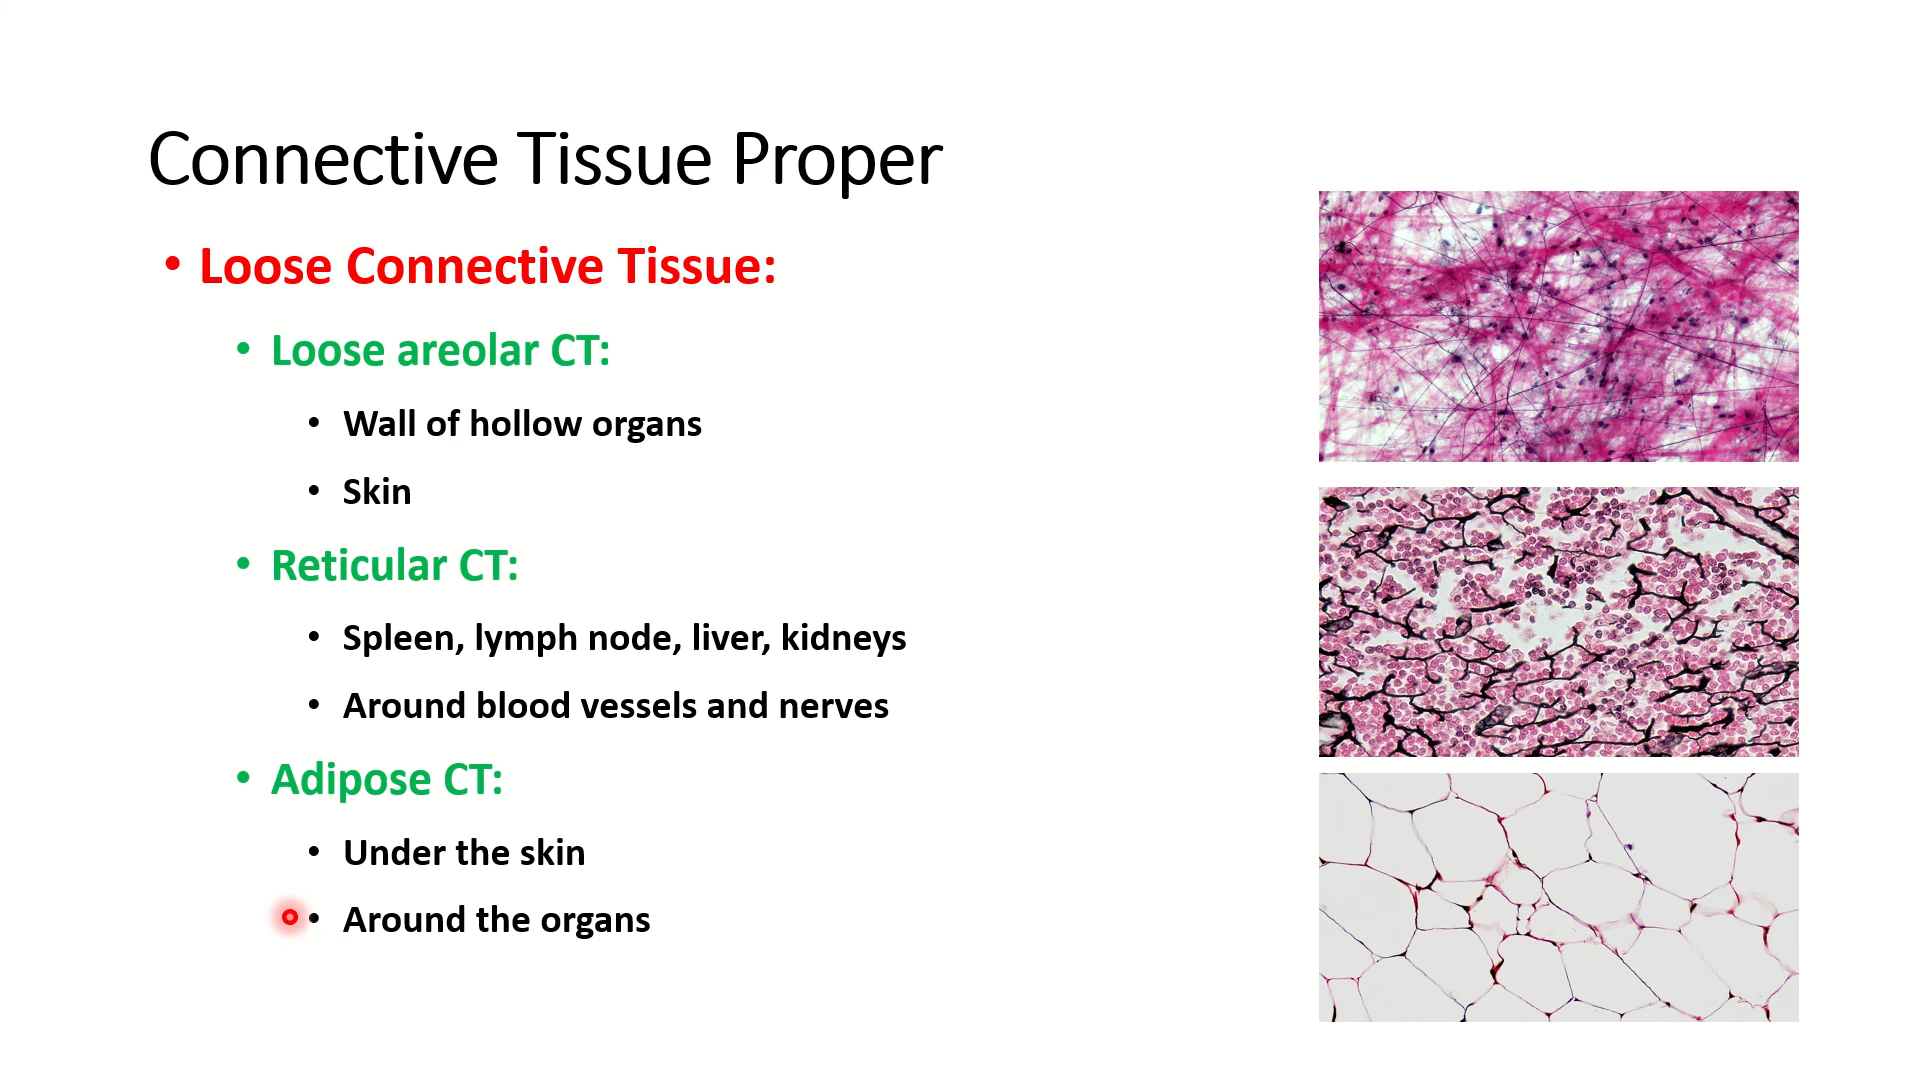 Connective Tissue Proper
• Loose Connective Tissue:
• Loose areolar CT:
• Wall of hollow organs
• Skin
• Reticular CT:
• Spleen, lymph node, liver, kidneys
• Around blood vessels and nerves
• Adipose CT:
• Under the skin
• Around the organs